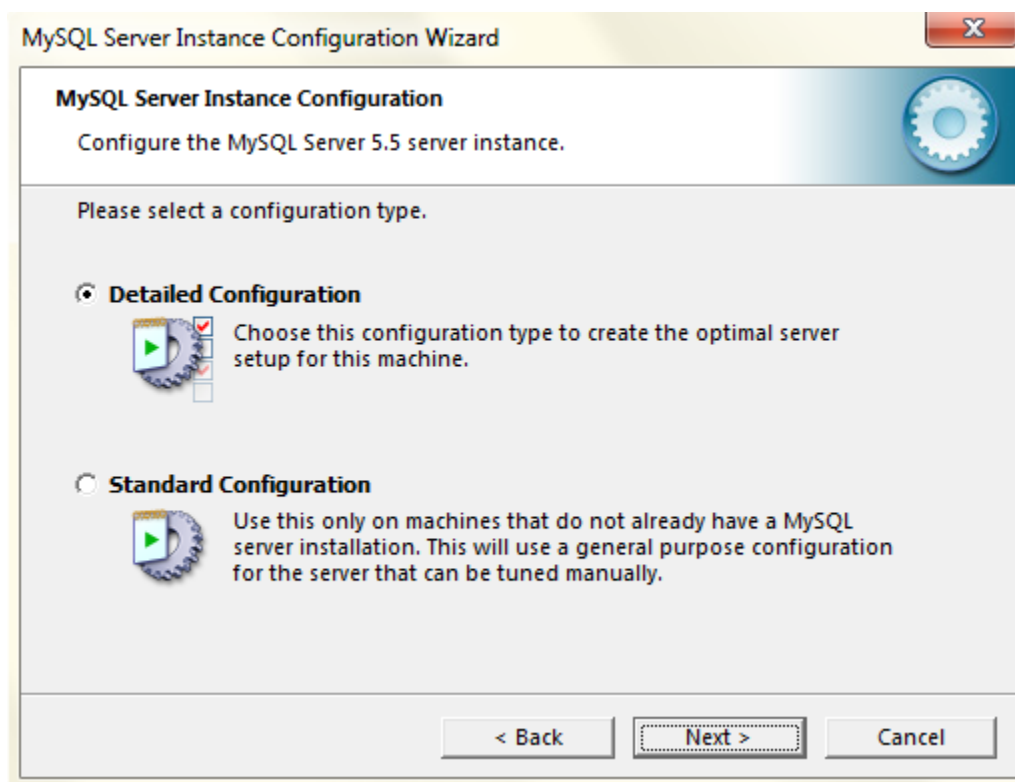 MySQL Server Instance Configuration Wizard
X
MySQL Server Instance Configuration
Configure the MySQL Server 5.5 server instance.
Please select a configuration type.
Detailed Configuration
Choose this configuration type to create the optimal server
setup for this machine.
Standard Configuration
Use this only on machines that do not already have a MySQL
server installation. This will use a general purpose configuration
for the server that can be tuned manually.
< Back
Next >
Cancel